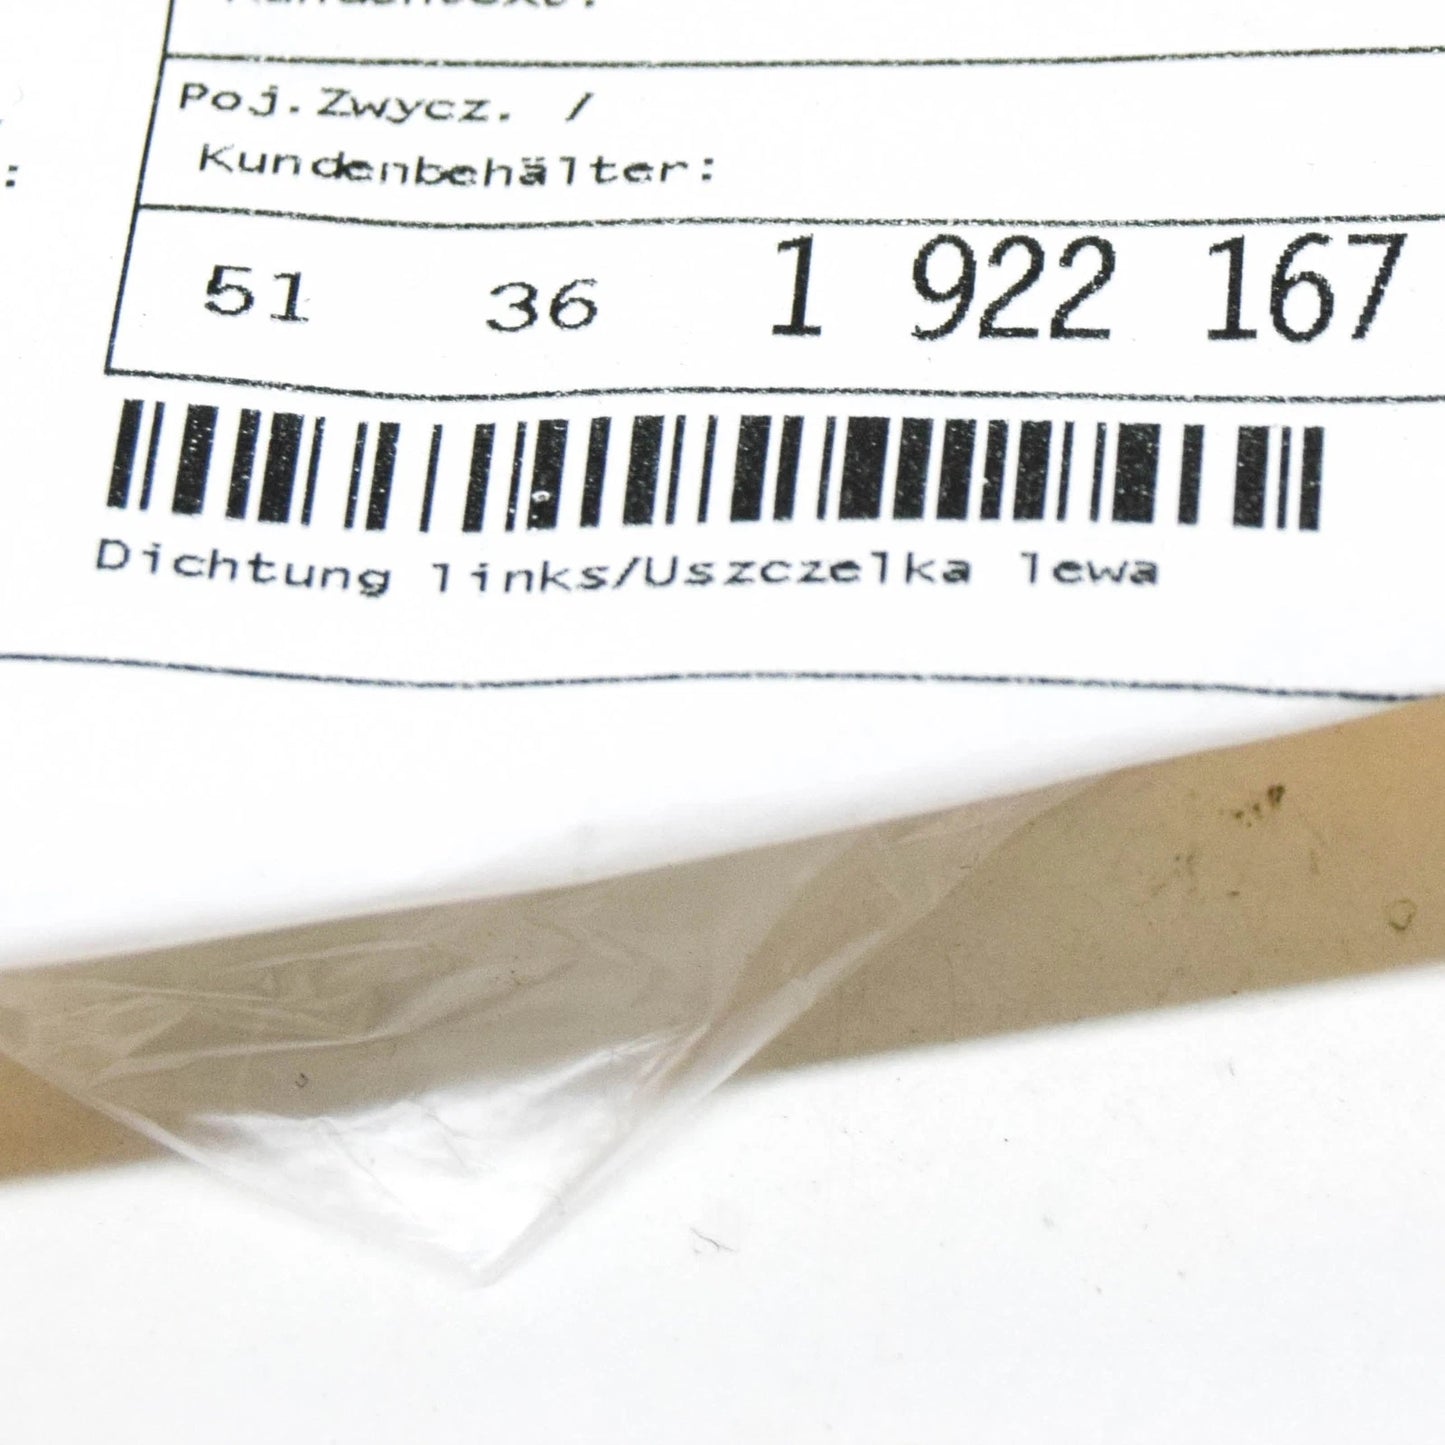 Poj.Zwycz. /
Kundenbehälter:
51 36 1 922 167
Dichtung links/Uszczelka lewa